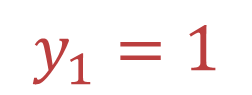 y₁ = 1